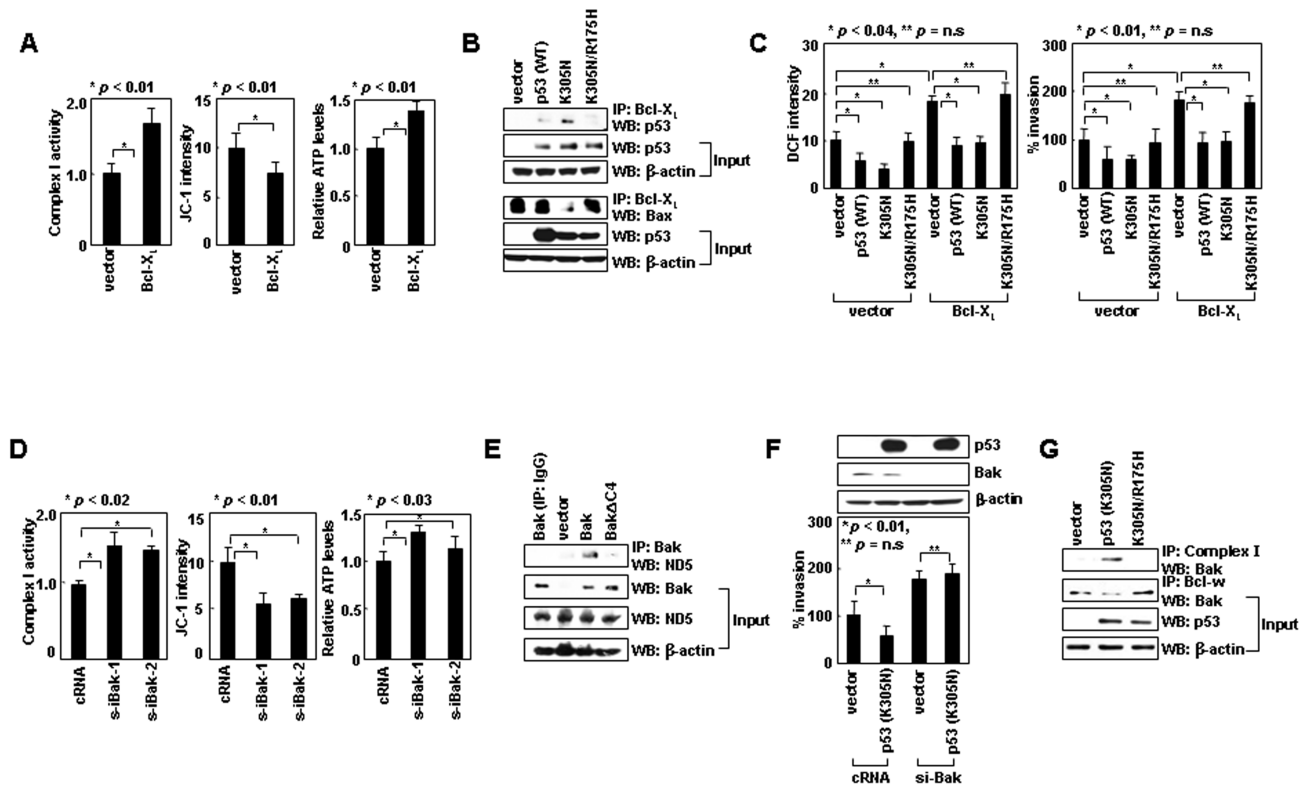 A
* p < 0.01
Complex I activity
2.0
1.0
0
*
vector
Bcl-XL
* p < 0.01
JC-1 intensity
15
10
5
0
*
vector
Bcl-XL
* p < 0.01
Relative ATP levels
1.5
1.0
0.5
0
*
vector
Bcl-XL
B
vector
p53 (WT)
K305N
K305N/R175H
IP: Bcl-XL
WB: p53
WB: p53
WB: β-actin
Input
IP: Bcl-XL
WB: Bax
WB: p53
WB: β-actin
Input
C
* p < 0.04, ** p = n.s
DCF intensity
30
20
10
0
*
**
*
*
**
*
*
vector
p53 (WT)
K305N
K305N/R175H
vector
p53 (WT)
K305N
K305N/R175H
vector
Bcl-XL
* p < 0.01, ** p = n.s
% invasion
300
200
100
0
*
**
*
*
**
*
*
vector
p53 (WT)
K305N
K305N/R175H
vector
p53 (WT)
K305N
K305N/R175H
vector
Bcl-XL
D
* p < 0.02
Complex I activity
2.0
1.0
0
*
*
cRNA
s-iBak-1
s-iBak-2
* p < 0.01
JC-1 intensity
15
10
5
0
*
*
cRNA
s-iBak-1
s-iBak-2
* p < 0.03
Relative ATP levels
1.5
1.0
0.5
0
*
*
cRNA
s-iBak-1
s-iBak-2
E
Bak (IP: IgG)
vector
Bak
BakΔC4
IP: Bak
WB: ND5
WB: Bak
WB: ND5
WB: β-actin
Input
F
p53
Bak
β-actin
*p < 0.01,
** p = n.s
% invasion
300
200
100
0
*
**
vector
p53 (K305N)
vector
p53 (K305N)
cRNA
si-Bak
G
vector
p53 (K305N)
K305N/R175H
IP: Complex I
WB: Bak
IP: Bcl-w
WB: Bak
WB: p53
WB: β-actin
Input